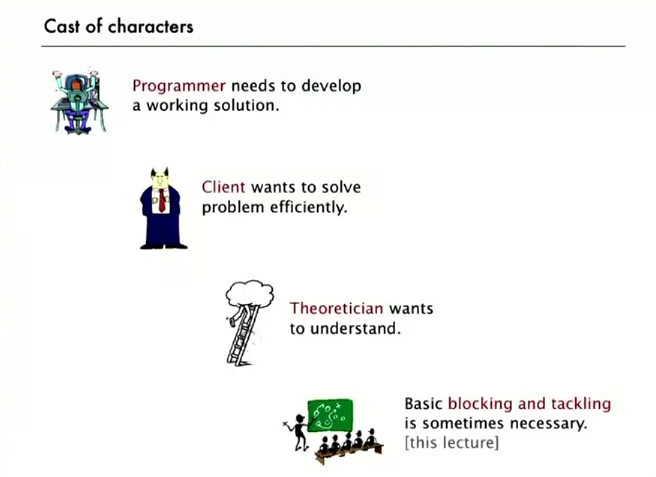 Cast of characters
Programmer needs to develop
a working solution.
Client wants to solve
problem efficiently.
Theoretician wants
to understand.
Basic blocking and tackling
is sometimes necessary.
[this lecture]